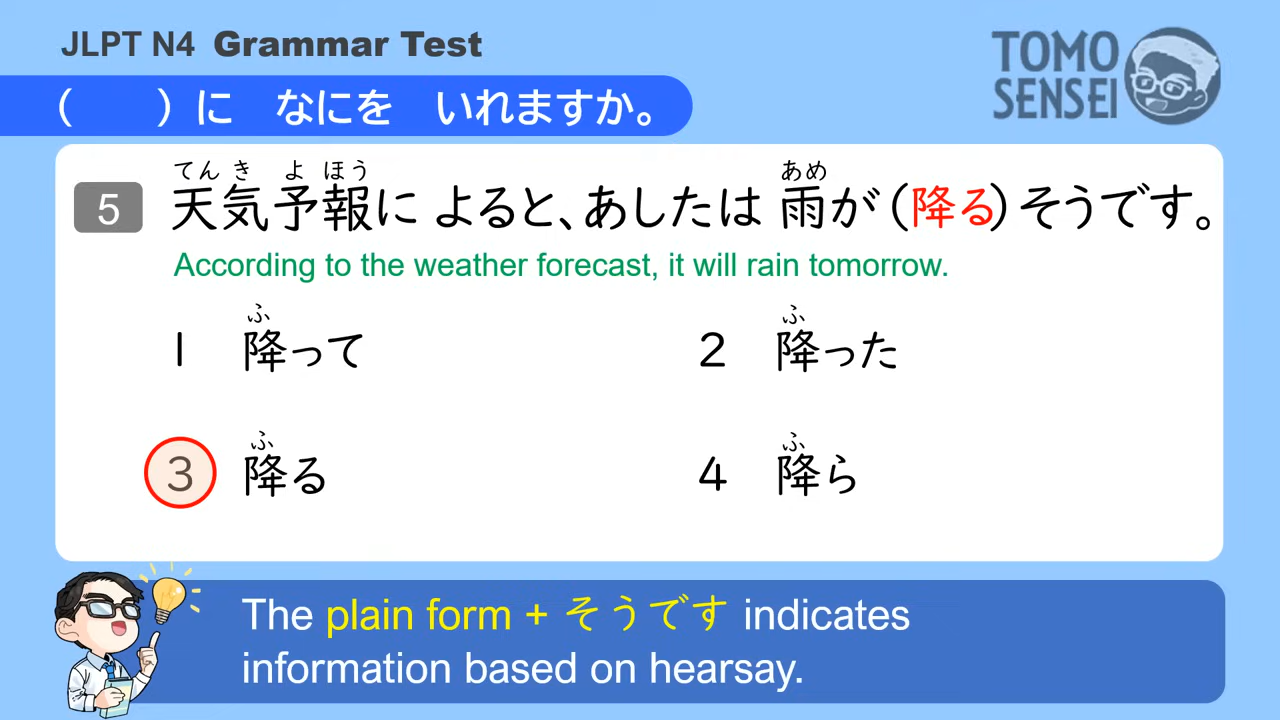 JLPT N4 Grammar Test
TOMO
SENSEI
(　　)に なにを いれますか。
てん き よ ほう あめ
5 天気予報に よると、あしたは 雨が(降る)そうです。
According to the weather forecast, it will rain tomorrow.
ふ ふ
1 降って 2 降った
ふ ふ
3 降る 4 降ら
The plain form + そうです indicates
information based on hearsay.